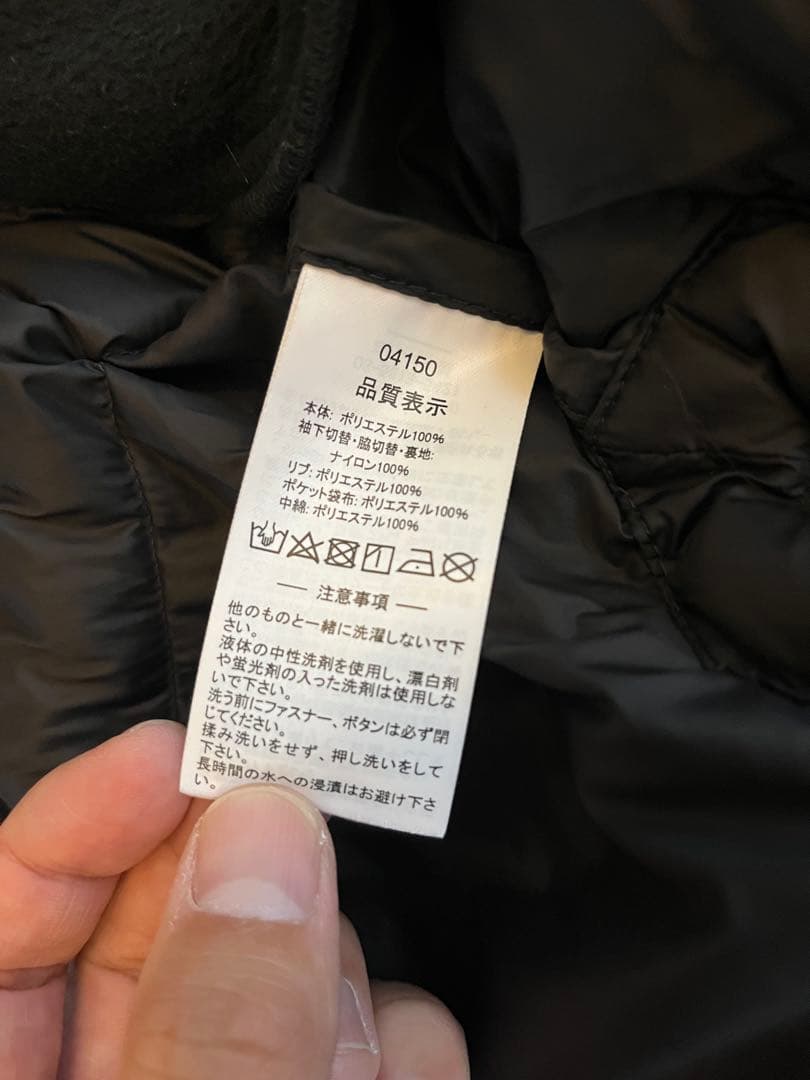 04150
品質表示
本体: ポリエステル100%
袖下切替・脇切替・裏地:
ナイロン100%
リブ: ポリエステル100%
ポケット袋布: ポリエステル100%
中綿: ポリエステル100%
注意事項
他のものと一緒に洗濯しないで下
さい。
液体の中性洗剤を使用し、漂白剤
や蛍光剤の入った洗剤は使用しな
いで下さい。
洗う前にファスナー、ボタンは必ず閉
じてください。
揉み洗いをせず、押し洗いをして
下さい。
長時間の水への浸漬はお避け下さ
い。